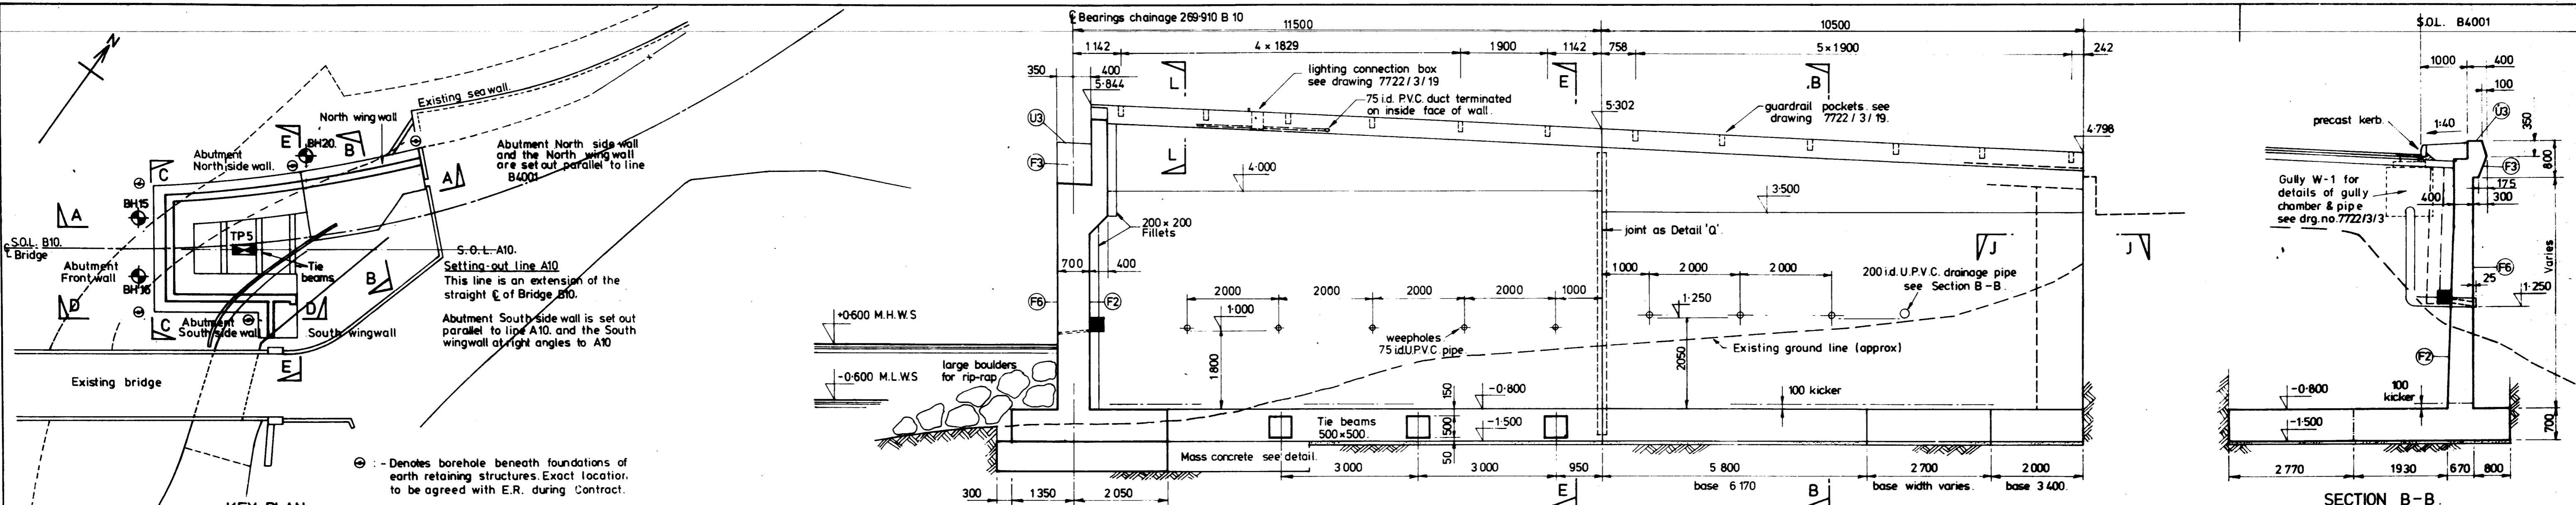 N
Existing sea wall.
North wing wall
E
B
BH20.
Abutment
North side wall.
C
A
Abutment North side wall
and the North wing wall
are set out parallel to line
B4001
BH15
A
TP5
S.O.L. B10.
℄ Bridge
S.O.L. A10.
Tie
beams
Abutment
Front wall
Setting-out line A10
This line is an extension of the
straight ℄ of Bridge B10.
BH16
B
D
D
C
Abutment
South side wall
South wingwall
Abutment South side wall is set out
parallel to line A10. and the South
wingwall at right angles to A10
E
Existing bridge
: - Denotes borehole beneath foundations of
earth retaining structures. Exact location
to be agreed with E.R. during Contract.
KEY PLAN
℄ Bearings chainage 269·910 B 10
11500
10500
1142
4 × 1829
1900
1142
758
5 × 1900
242
350
400
5·844
L
E
B
lighting connection box
see drawing 7722 / 3 / 19
75 i.d. P.V.C. duct terminated
on inside face of wall.
5·302
guardrail pockets. see
drawing 7722 / 3 / 19.
4·798
U3
F3
L
4·000
3·500
200 × 200
Fillets
joint as Detail 'Q'.
J
J
700
400
1000
2 000
2 000
200 i.d. U.P.V.C. drainage pipe
see Section B - B.
F6
F2
2000
2000
2000
2000
1000
1·000
1·250
+0·600 M.H.W.S
weepholes
75 i.d.U.P.V.C. pipe
1800
2050
Existing ground line (approx)
large boulders
for rip-rap
-0·600 M.L.W.S
-0·800
150
100 kicker
Tie beams
500×500.
500
-1·500
50
Mass concrete see detail.
3 000
3 000
950
5 800
2 700
2 000
base 6 170
base width varies.
base 3 400.
300
1 350
2 050
E
B
S.O.L. B4001
1000
400
100
U3
precast kerb.
1:40
350
800
F3
Gully W-1 for
details of gully
chamber & pipe
see drg.no.7722/3/3
400
175
300
Varies
F6
25
1·250
F2
-0·800
100
kicker
-1·500
700
2 770
1930
670
800
SECTION B-B.